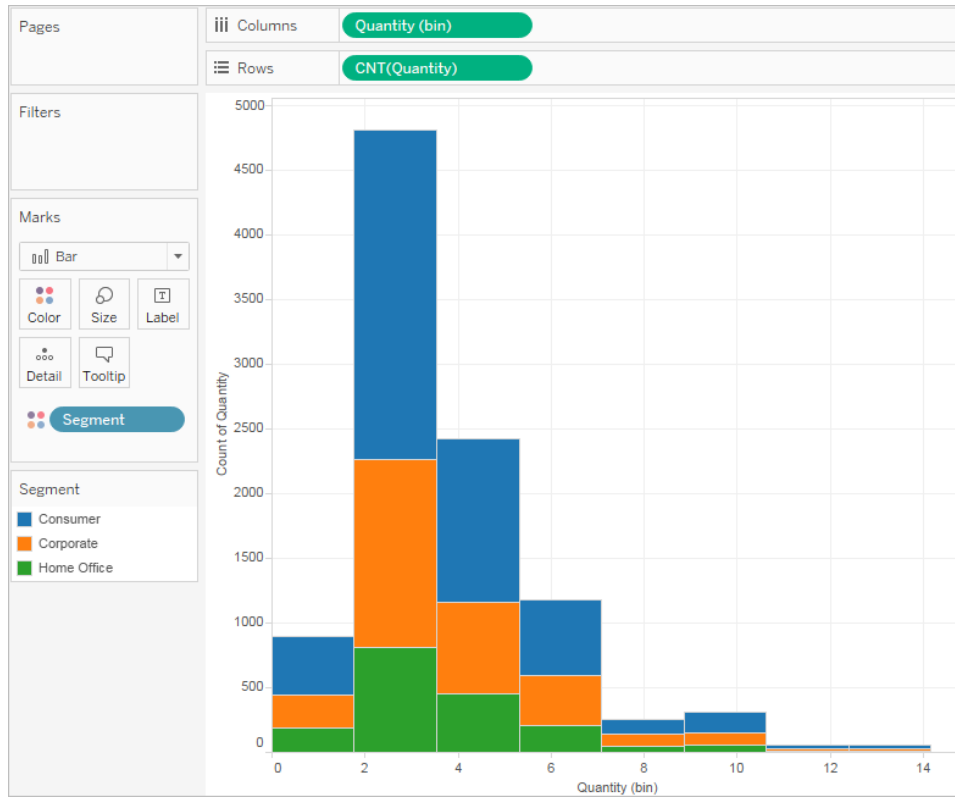 Pages
Columns
Quantity (bin)
Rows
CNT(Quantity)
Filters
Marks
Bar
Color
Size
T
Label
Detail
Tooltip
Segment
Segment
Consumer
Corporate
Home Office
5000
4500
4000
3500
3000
2500
2000
1500
1000
500
0
Count of Quantity
0 2 4 6 8 10 12 14
Quantity (bin)